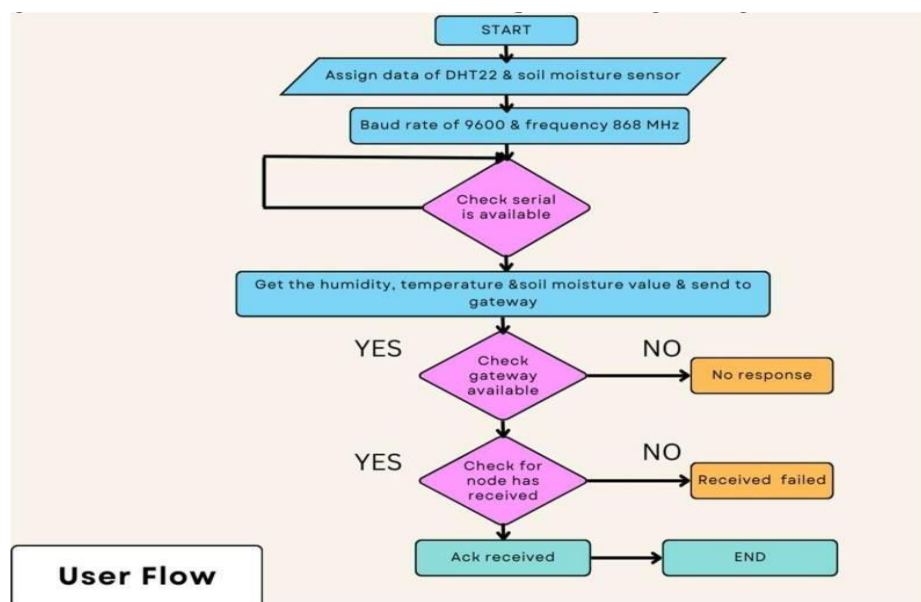 START
Assign data of DHT22 & soil moisture sensor
Baud rate of 9600 & frequency 868 MHz
Check serial
is available
Get the humidity, temperature &soil moisture value & send to
gateway
YES
NO
Check
gateway
available
No response
YES
NO
Check for
node has
received
Received failed
Ack received
END
User Flow